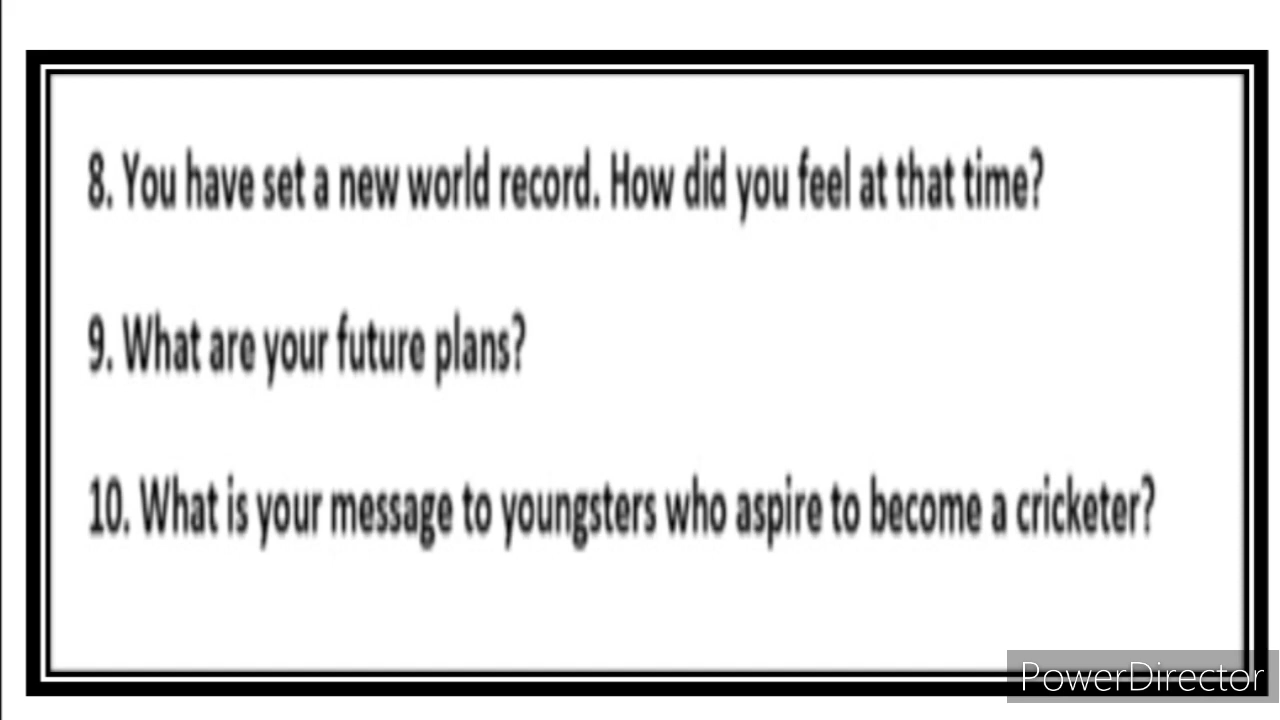 8. You have set a new world record. How did you feel at that time?
9. What are your future plans?
10. What is your message to youngsters who aspire to become a cricketer?
PowerDirector